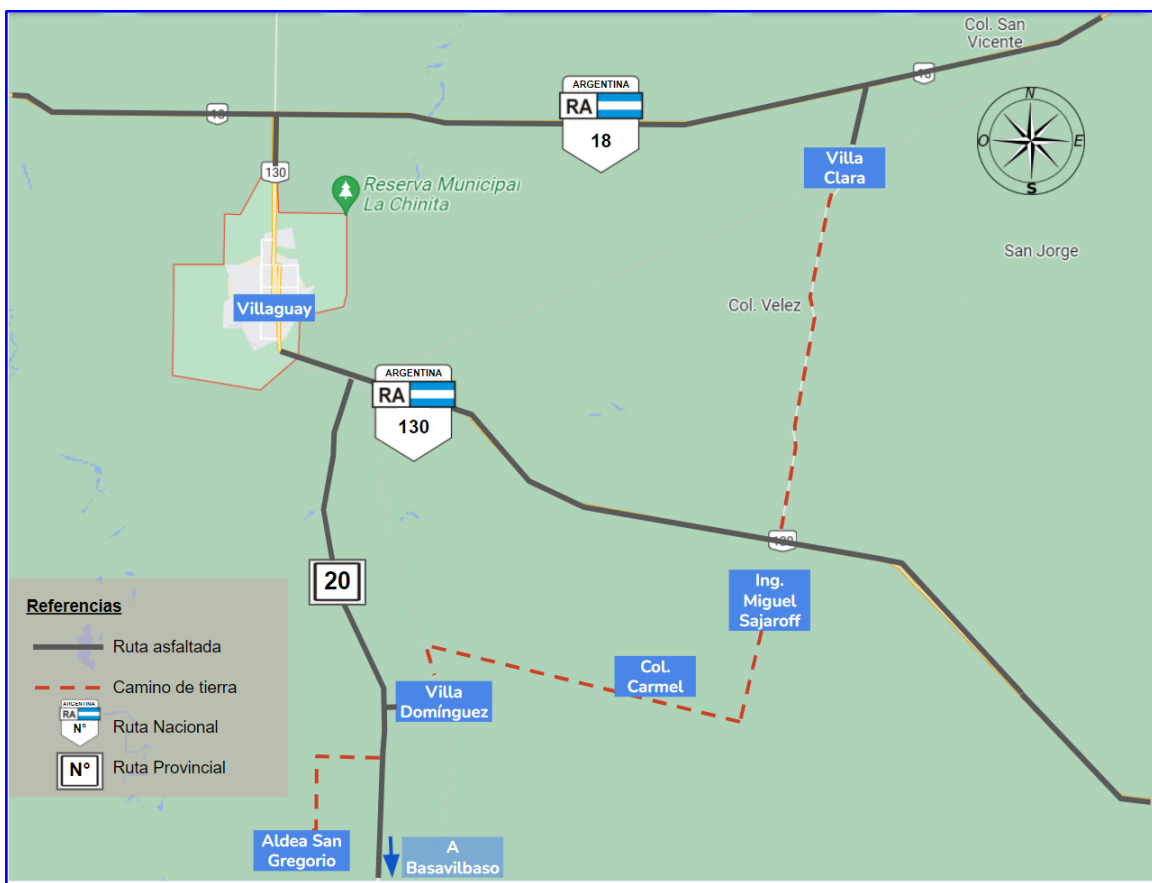 Col. San
Vicente
18
ARGENTINA
RA
18
18
N
O
E
S
Villa
Clara
130
Reserva Municipal
La Chinita
San Jorge
Villaguay
Col. Velez
ARGENTINA
RA
130
130
20
Ing.
Miguel
Sajaroff
Col.
Carmel
Villa
Domínguez
Aldea San
Gregorio
A
Basavilbaso
Referencias
Ruta asfaltada
Camino de tierra
ARGENTINA
RA
N°
Ruta Nacional
N°
Ruta Provincial